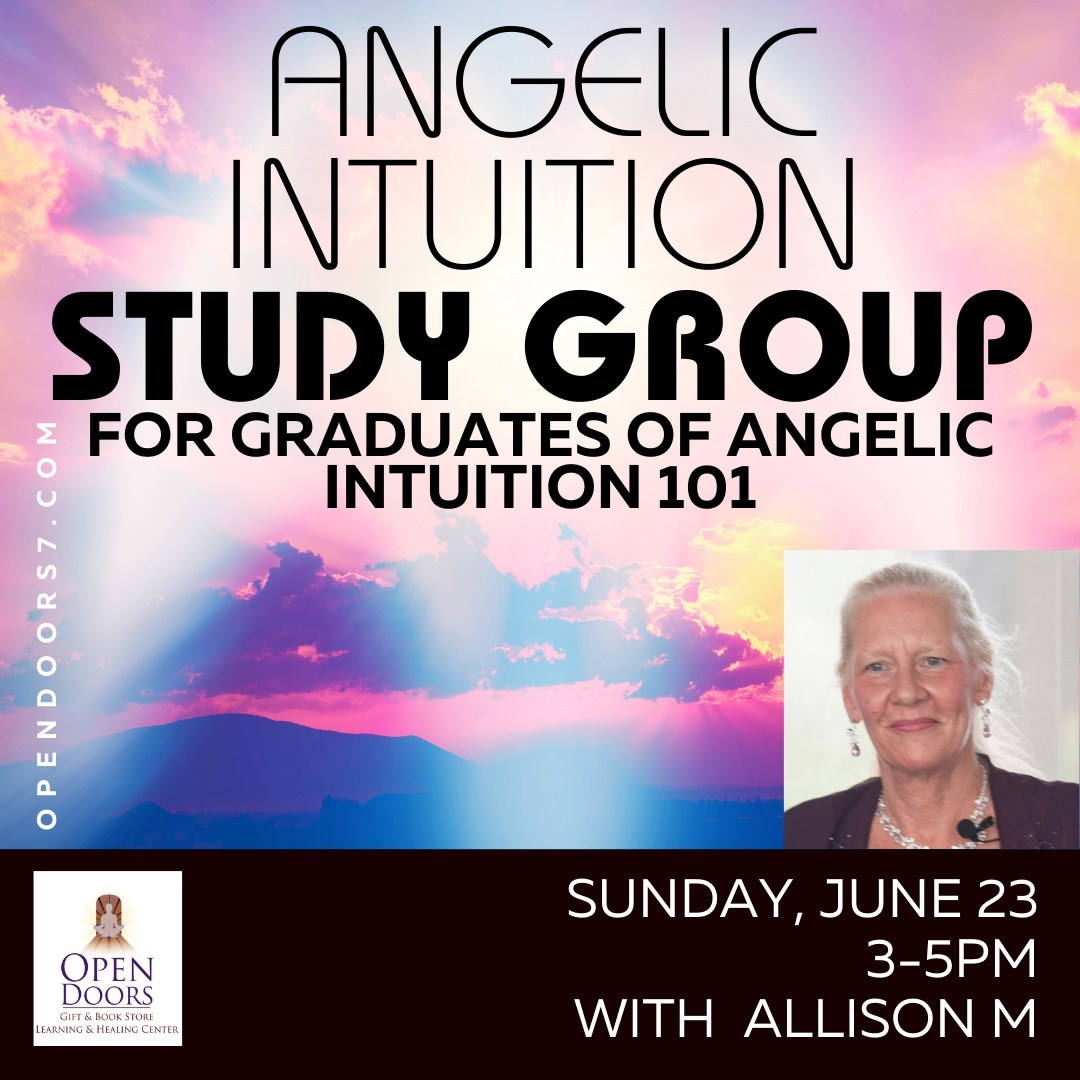 ANGELIC
INTUITION
STUDY GROUP
FOR GRADUATES OF ANGELIC
INTUITION 101
OPENDOORS7.COM
OPEN
DOORS
GIFT & BOOK STORE
LEARNING & HEALING CENTER
SUNDAY, JUNE 23
3-5PM
WITH ALLISON M